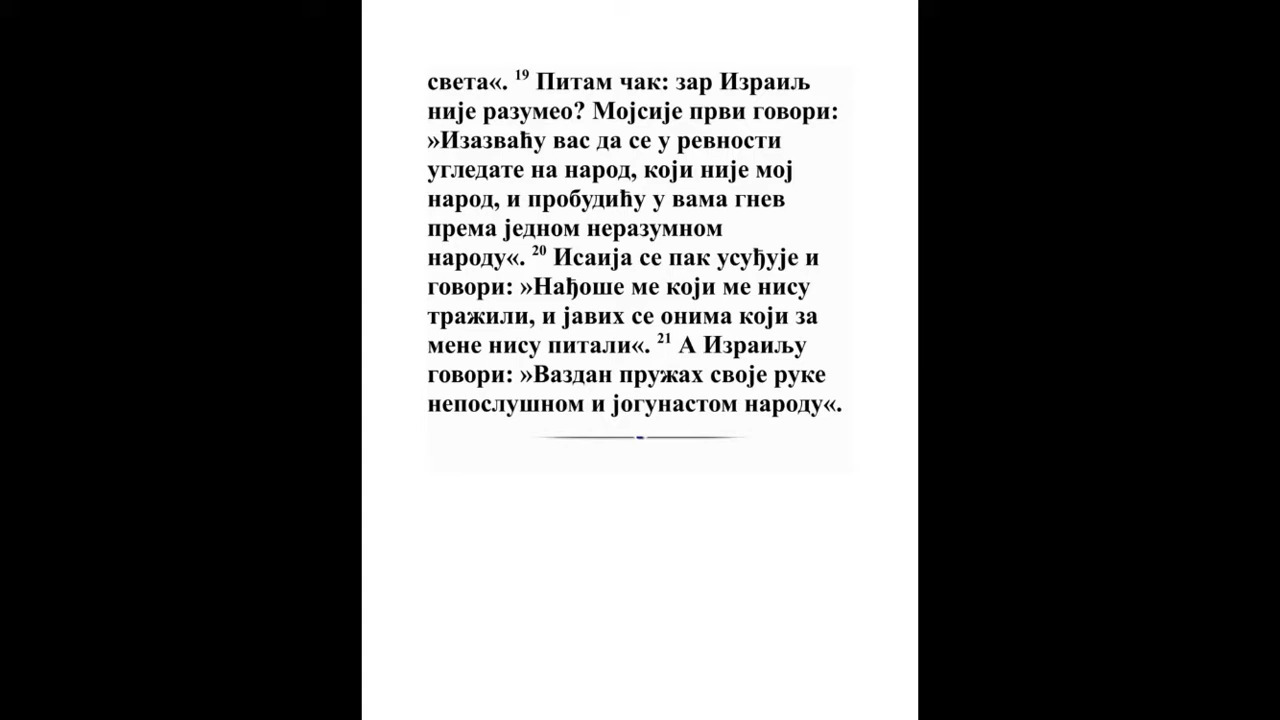 света«. 19 Питам чак: зар Израиљ
није разумео? Мојсије први говори:
»Изазваћу вас да се у ревности
угледате на народ, који није мој
народ, и пробудићу у вама гнев
према једном неразумном
народу«. 20 Исаија се пак усуђује и
говори: »Нађоше ме који ме нису
тражили, и јавих се онима који за
мене нису питали«. 21 А Израиљу
говори: »Ваздан пружах своје руке
непослушном и јогунастом народу«.